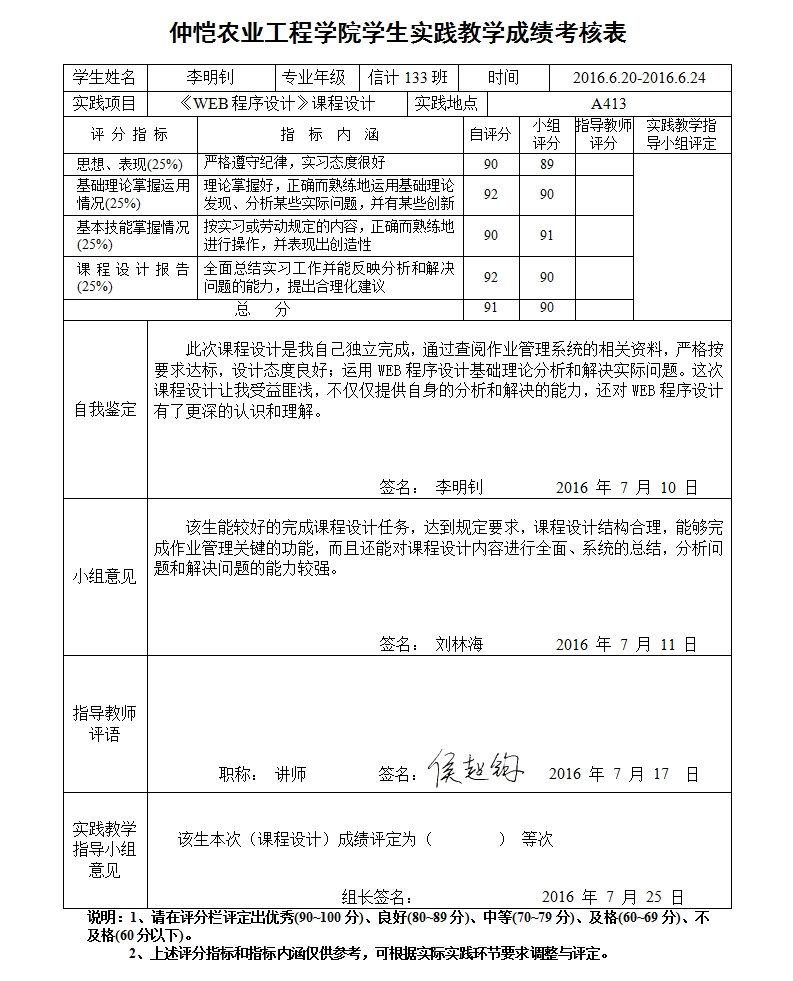 仲恺农业工程学院学生实践教学成绩考核表
学生姓名 李明钊 专业年级 信计133班 时间 2016.6.20-2016.6.24
实践项目 《WEB程序设计》课程设计 实践地点 A413
评分指标 指标内涵 自评分 小组评分 指导教师评分 实践教学指导小组评定
思想、表现(25%) 严格遵守纪律，实习态度很好 90 89
基础理论掌握运用情况(25%) 理论掌握好，正确而熟练地运用基础理论
发现、分析某些实际问题，并有某些创新 92 90
基本技能掌握情况(25%) 按实习或劳动规定的内容，正确而熟练地
进行操作，并表现出创造性 90 91
课程设计报告(25%) 全面总结实习工作并能反映分析和解决
问题的能力，提出合理化建议 92 90
总 分 91 90
自我鉴定
此次课程设计是我自己独立完成，通过查阅作业管理系统的相关资料，严格按
要求达标，设计态度良好；运用WEB程序设计基础理论分析和解决实际问题。这次
课程设计让我受益匪浅，不仅仅提供自身的分析和解决的能力，还对WEB程序设计
有了更深的认识和理解。
签名： 李明钊 2016 年 7 月 10 日
小组意见
该生能较好的完成课程设计任务，达到规定要求，课程设计结构合理，能够完
成作业管理关键的功能，而且还能对课程设计内容进行全面、系统的总结，分析问
题和解决问题的能力较强。
签名： 刘林海 2016 年 7 月 11 日
指导教师
评语
职称： 讲师 签名：侯超钧 2016 年 7 月 17 日
实践教学
指导小组
意见
该生本次（课程设计）成绩评定为（ ） 等次
组长签名： 2016 年 7 月 25 日
说明：1、请在评分栏评定出优秀(90~100分)、良好(80~89分)、中等(70~79分)、及格(60~69分)、不
及格(60分以下)。
2、上述评分指标和指标内涵仅供参考，可根据实际实践环节要求调整与评定。